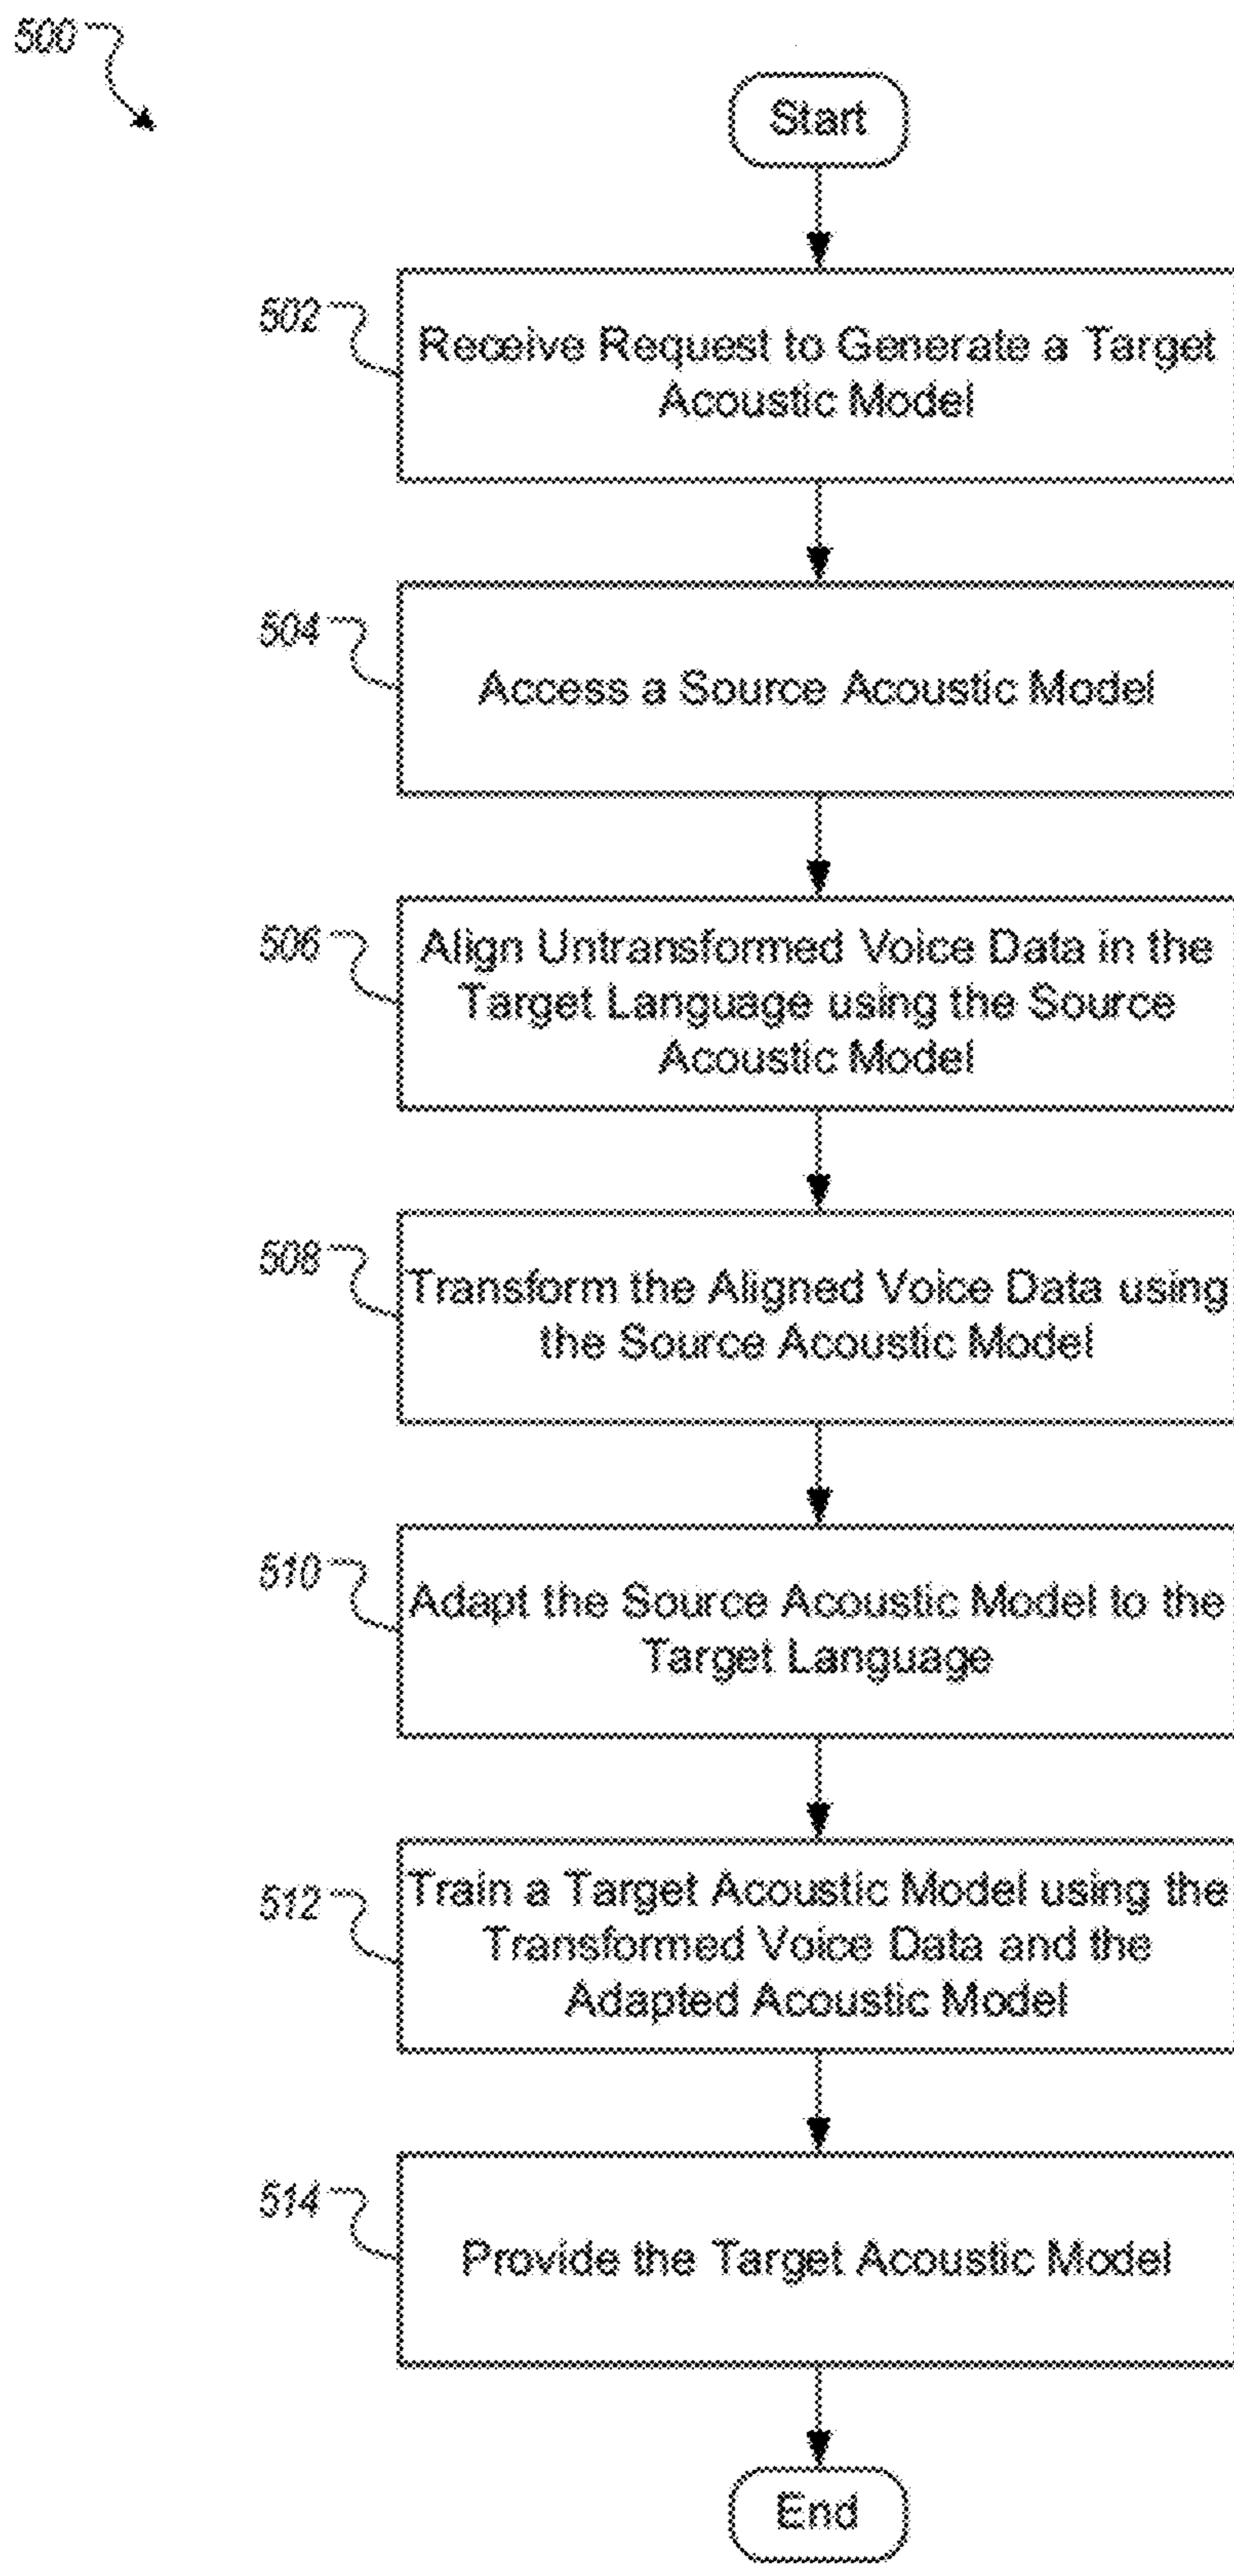 500
Start
502
Receive Request to Generate a Target
Acoustic Model
504
Access a Source Acoustic Model
506
Align Untransformed Voice Data in the
Target Language using the Source
Acoustic Model
508
Transform the Aligned Voice Data using
the Source Acoustic Model
510
Adapt the Source Acoustic Model to the
Target Language
512
Train a Target Acoustic Model using the
Transformed Voice Data and the
Adapted Acoustic Model
514
Provide the Target Acoustic Model
End